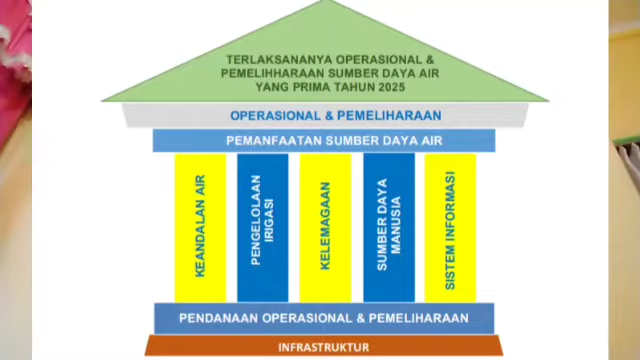 TERLAKSANANYA OPERASIONAL &
PEMELIHHARAAN SUMBER DAYA AIR
YANG PRIMA TAHUN 2025
OPERASIONAL & PEMELIHARAAN
PEMANFAATAN SUMBER DAYA AIR
KEANDALAN AIR
PENGELOLAAN
IRIGASI
KELEMAGAAN
SUMBER DAYA
MANUSIA
SISTEM INFORMASI
PENDANAAN OPERASIONAL & PEMELIHARAAN
INFRASTRUKTUR